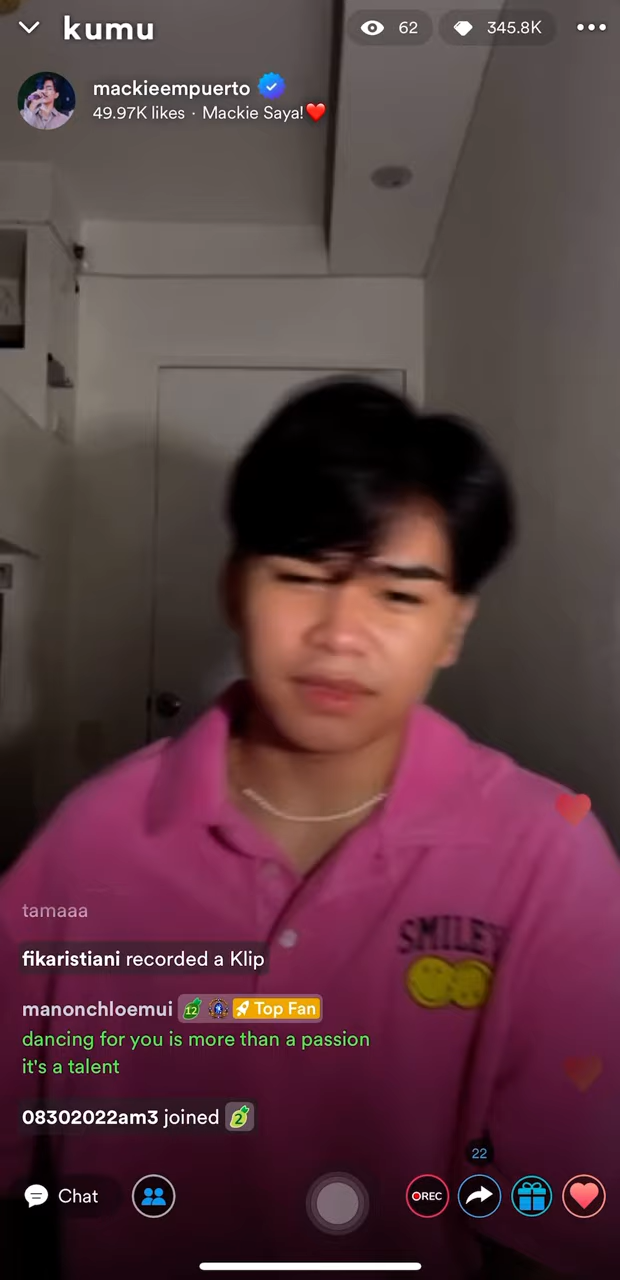 kumu
62
345.8K
mackieempuerto
49.97K likes · Mackie Saya!❤️
SMILEY
tamaaa
fikaristiani recorded a Klip
manonchloemui 12 Top Fan
dancing for you is more than a passion
it's a talent
08302022am3 joined 2
22
Chat
REC